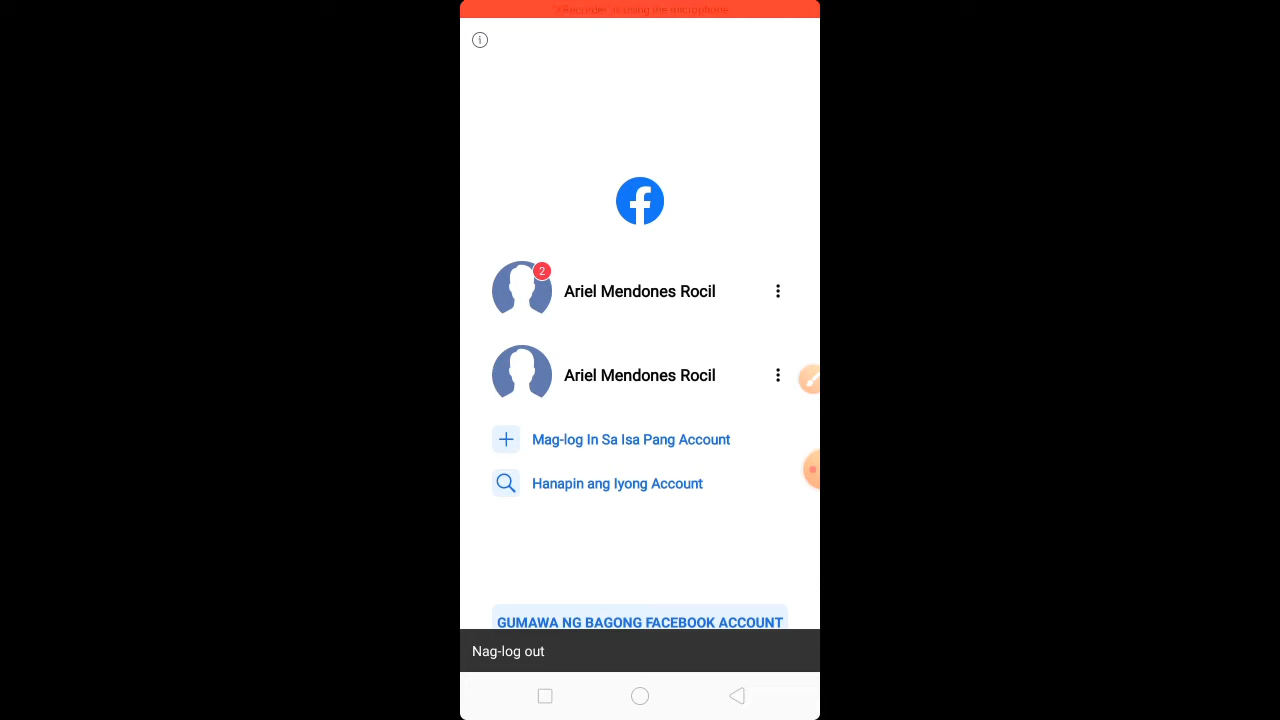 "XRecorder" is using the microphone
2
Ariel Mendones Rocil
Ariel Mendones Rocil
Mag-log In Sa Isa Pang Account
Hanapin ang Iyong Account
GUMAWA NG BAGONG FACEBOOK ACCOUNT
Nag-log out